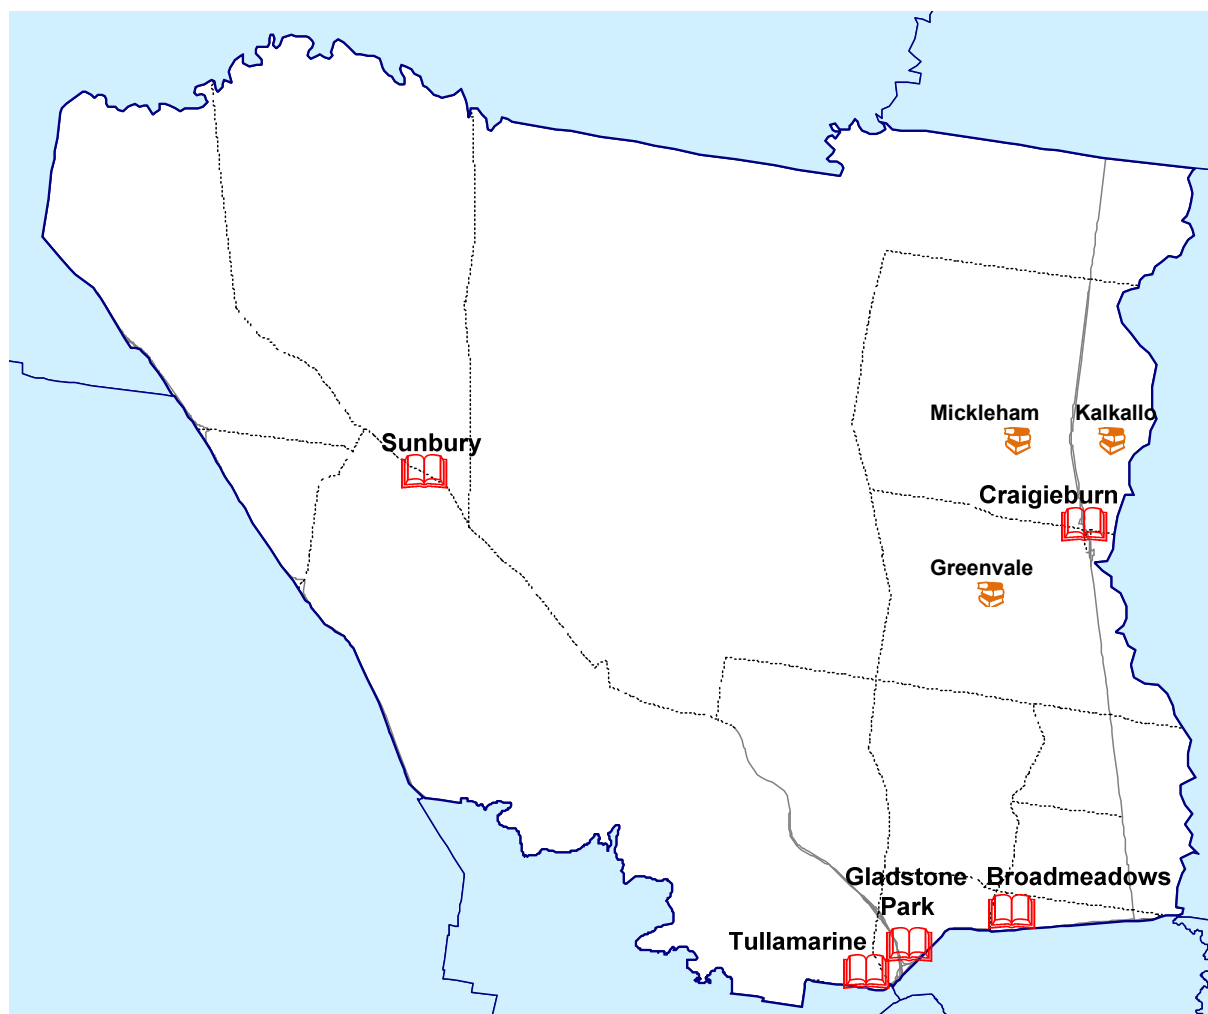 Mickleham
Kalkallo
Sunbury
Craigieburn
Greenvale
Gladstone
Park
Broadmeadows
Tullamarine